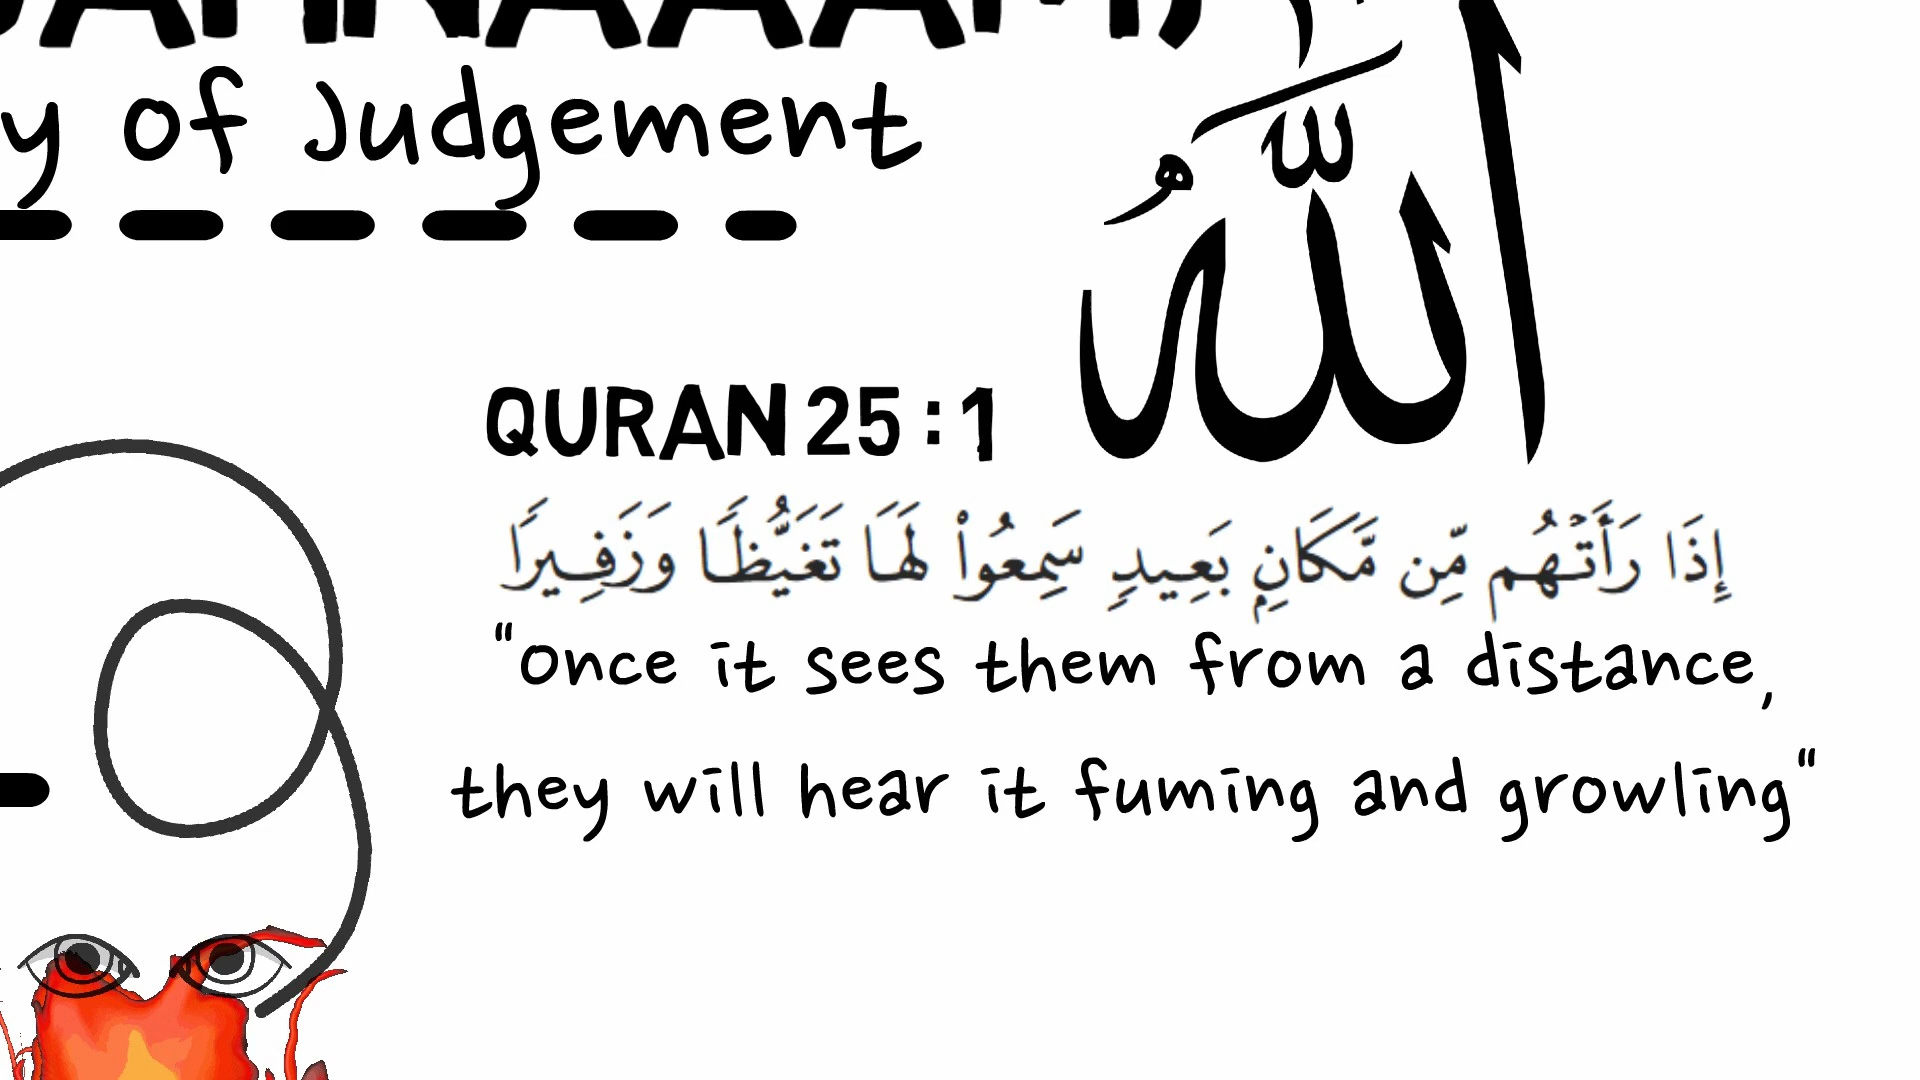 y of Judgement
الله
QURAN 25:1
إِذَا رَأَتْهُم مِّن مَّكَانٍۭ بَعِيدٍۢ سَمِعُوا۟ لَهَا تَغَيُّظًا وَزَفِيرًا
"Once it sees them from a distance,
they will hear it fuming and growling"